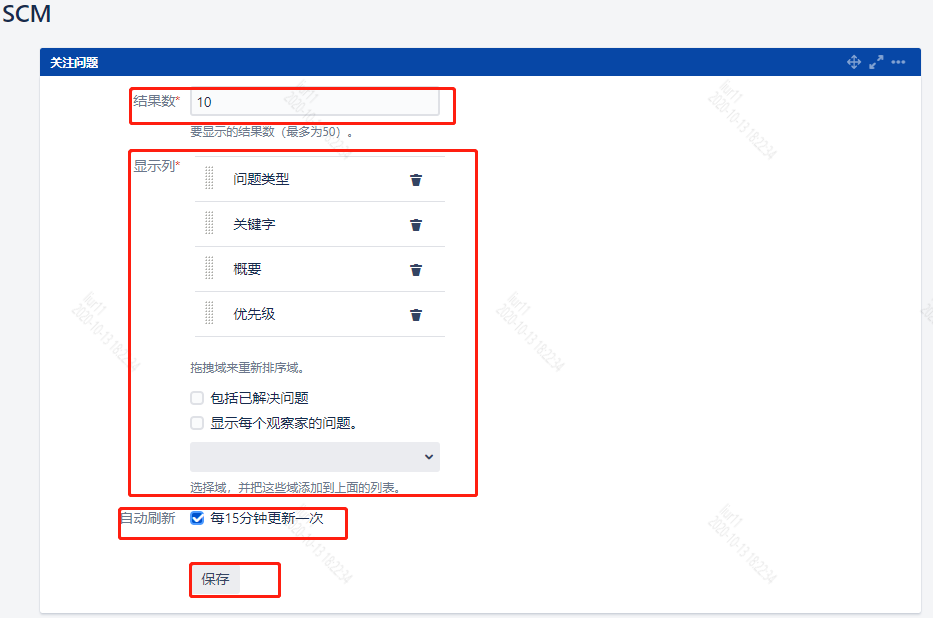 SCM
关注问题
结果数*
10
要显示的结果数（最多为50）。
显示列*
问题类型
关键字
概要
优先级
拖拽域来重新排序域。
包括已解决问题
显示每个观察家的问题。
选择域，并把这些域添加到上面的列表。
自动刷新
每15分钟更新一次
保存